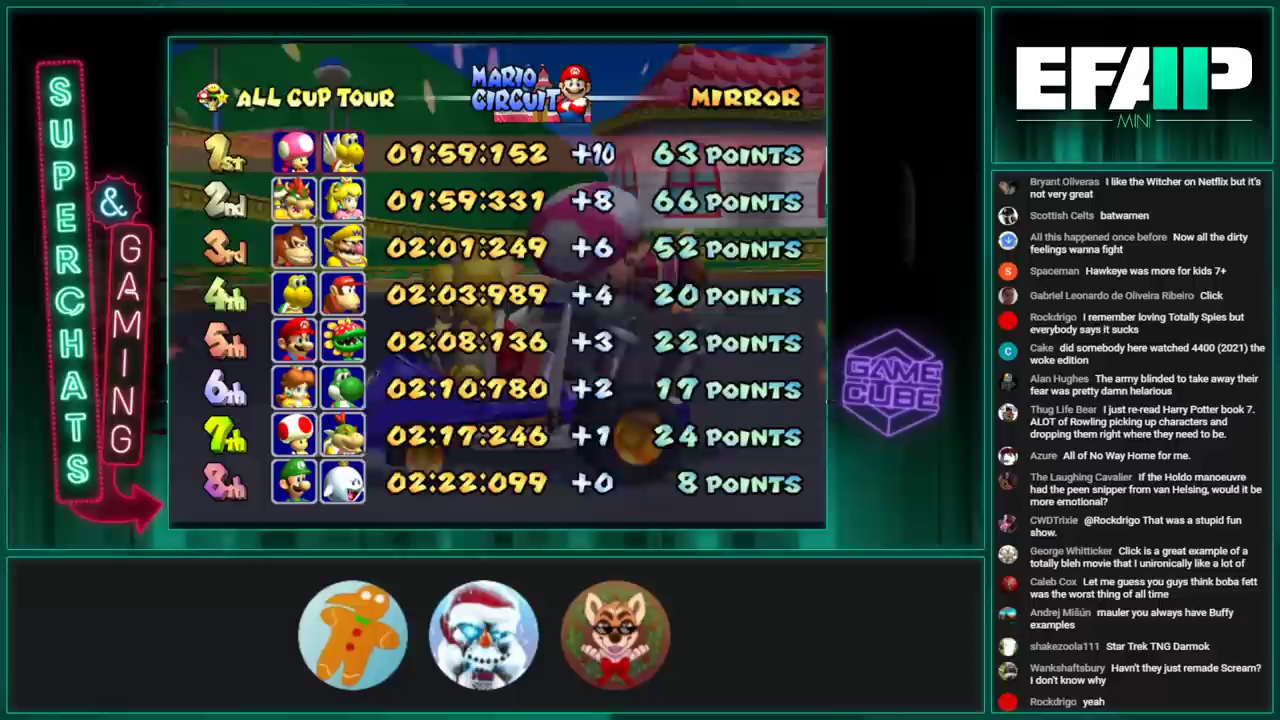 SUPERCHATS
&
GAMING
ALL CUP TOUR
MARIO
CIRCUIT
MIRROR
1st 01:59:152 +10 63 POINTS
2nd 01:59:331 +8 66 POINTS
3rd 02:01:249 +6 52 POINTS
4th 02:03:989 +4 20 POINTS
5th 02:08:136 +3 22 POINTS
6th 02:10:780 +2 17 POINTS
7th 02:17:246 +1 24 POINTS
8th 02:22:099 +0 8 POINTS
GAME
CUBE
EFAP
MINI
Bryant Oliveras I like the Witcher on Netflix but it's
not very great
Scottish Celts batwamen
All this happened once before Now all the dirty
feelings wanna fight
S
Spaceman Hawkeye was more for kids 7+
Gabriel Leonardo de Oliveira Ribeiro Click
Rockdrigo I remember loving Totally Spies but
everybody says it sucks
C
Cake did somebody here watched 4400 (2021) the
woke edition
Alan Hughes The army blinded to take away their
fear was pretty damn helarious
Thug Life Bear I just re-read Harry Potter book 7.
ALOT of Rowling picking up characters and
dropping them right where they need to be.
Azure All of No Way Home for me.
The Laughing Cavalier If the Holdo manoeuvre
had the peen snipper from van Helsing, would it be
more emotional?
CWDTrixie @Rockdrigo That was a stupid fun
show.
George Whitticker Click is a great example of a
totally bleh movie that I unironically like a lot of
Caleb Cox Let me guess you guys think boba fett
was the worst thing of all time
Andrej Mišún mauler you always have Buffy
examples
shakezoola111 Star Trek TNG Darmok
Wankshaftsbury Havn't they just remade Scream?
I don't know why
Rockdrigo yeah